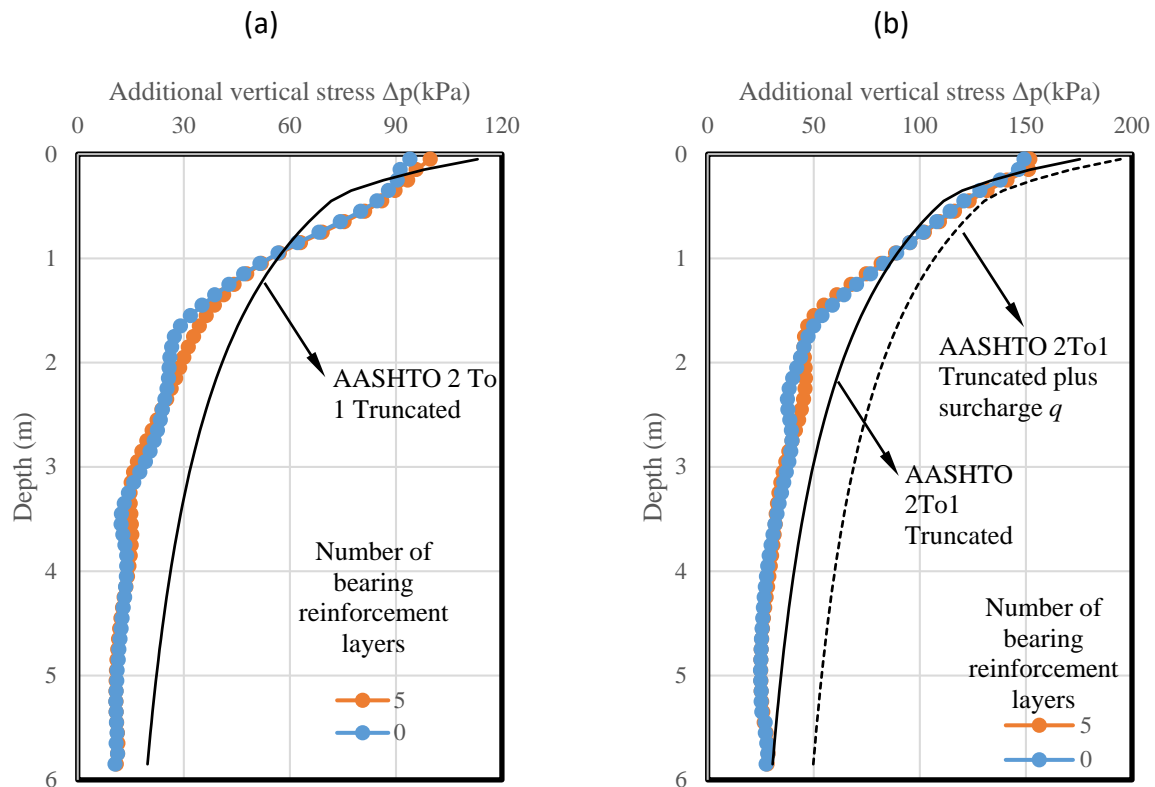 (a)
Additional vertical stress Δp(kPa)
0 30 60 90 120
0
1
2
3
4
5
6
Depth (m)
AASHTO 2 To
1 Truncated
Number of
bearing
reinforcement
layers
5
0
(b)
Additional vertical stress Δp(kPa)
0 50 100 150 200
0
1
2
3
4
5
6
Depth (m)
AASHTO 2To1
Truncated plus
surcharge q
AASHTO
2To1
Truncated
Number of
bearing
reinforcement
layers
5
0